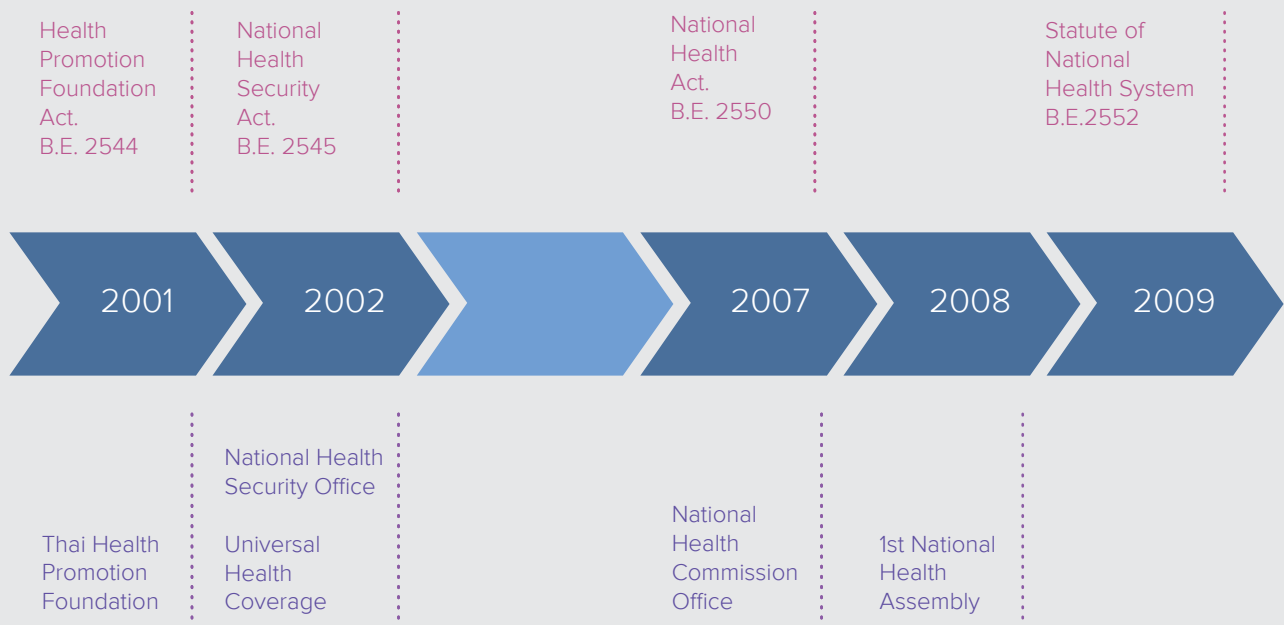 Health
Promotion
Foundation
Act.
B.E. 2544
National
Health
Security
Act.
B.E. 2545
National
Health
Act.
B.E. 2550
Statute of
National
Health System
B.E.2552
2001
2002
2007
2008
2009
Thai Health
Promotion
Foundation
National Health
Security Office
Universal
Health
Coverage
National
Health
Commission
Office
1st National
Health
Assembly